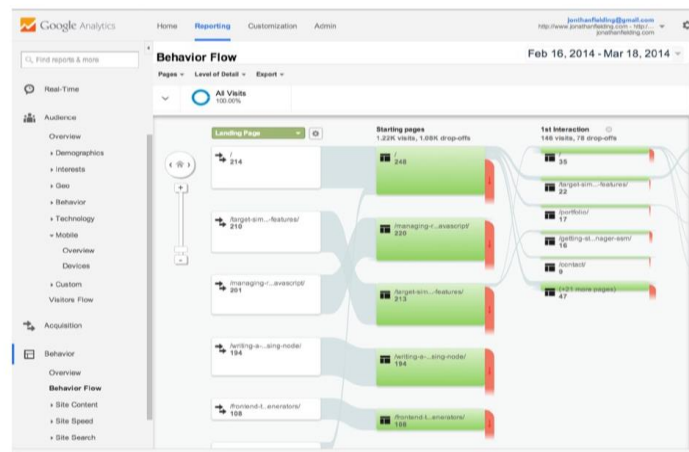 Google Analytics
Home Reporting Customization Admin
jonthanfielding@gmail.com
http://www.jonathanfielding.com - http:/...
jonathanfielding.com
Find reports & more
Behavior Flow
Feb 16, 2014 - Mar 18, 2014
Pages Level of Detail Export
All Visits
100.00%
Real-Time
Audience
Overview
Demographics
Interests
Geo
Behavior
Technology
Mobile
Overview
Devices
Custom
Visitors Flow
Acquisition
Behavior
Overview
Behavior Flow
Site Content
Site Speed
Site Search
Landing Page
/
214
/target-sim...-features/
210
/managing-r...avascript/
201
/writing-a-...sing-node/
194
/frontend-t...enerators/
108
Starting pages
1.22K visits, 1.08K drop-offs
/
248
/managing-r...avascript/
220
/target-sim...-features/
213
/writing-a-...sing-node/
194
/frontend-t...enerators/
1st Interaction
146 visits, 78 drop-offs
/
35
/target-sim...-features/
22
/portfolio/
17
/getting-st...nager-ssm/
16
/contact/
9
(+21 more pages)
47